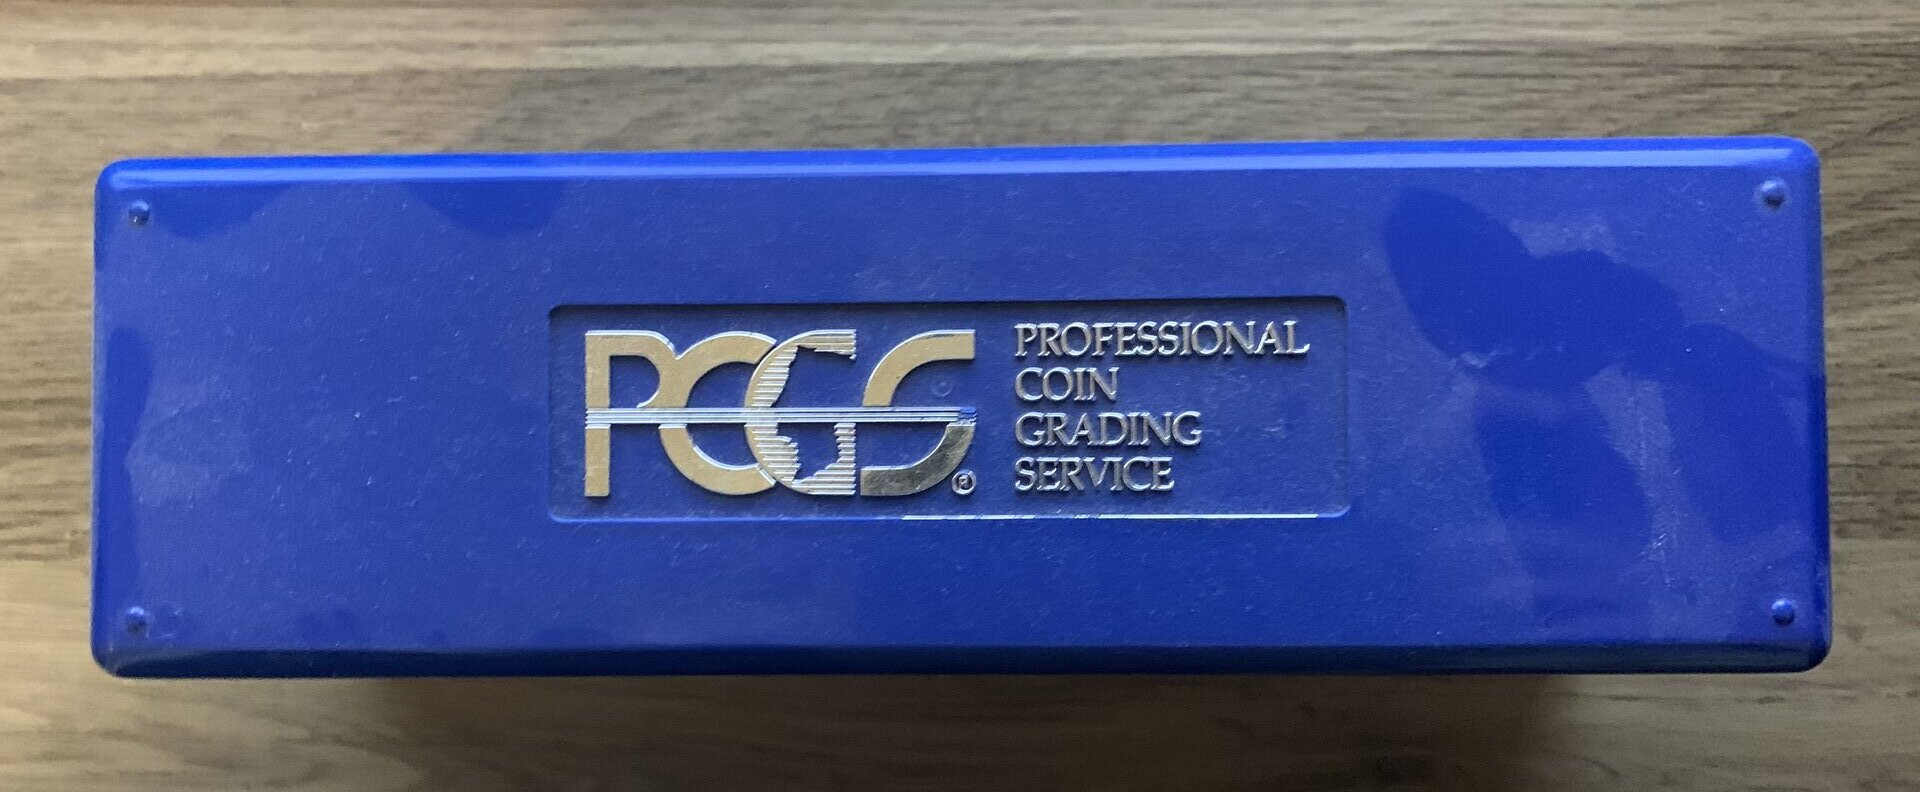 PCGS®
PROFESSIONAL
COIN
GRADING
SERVICE